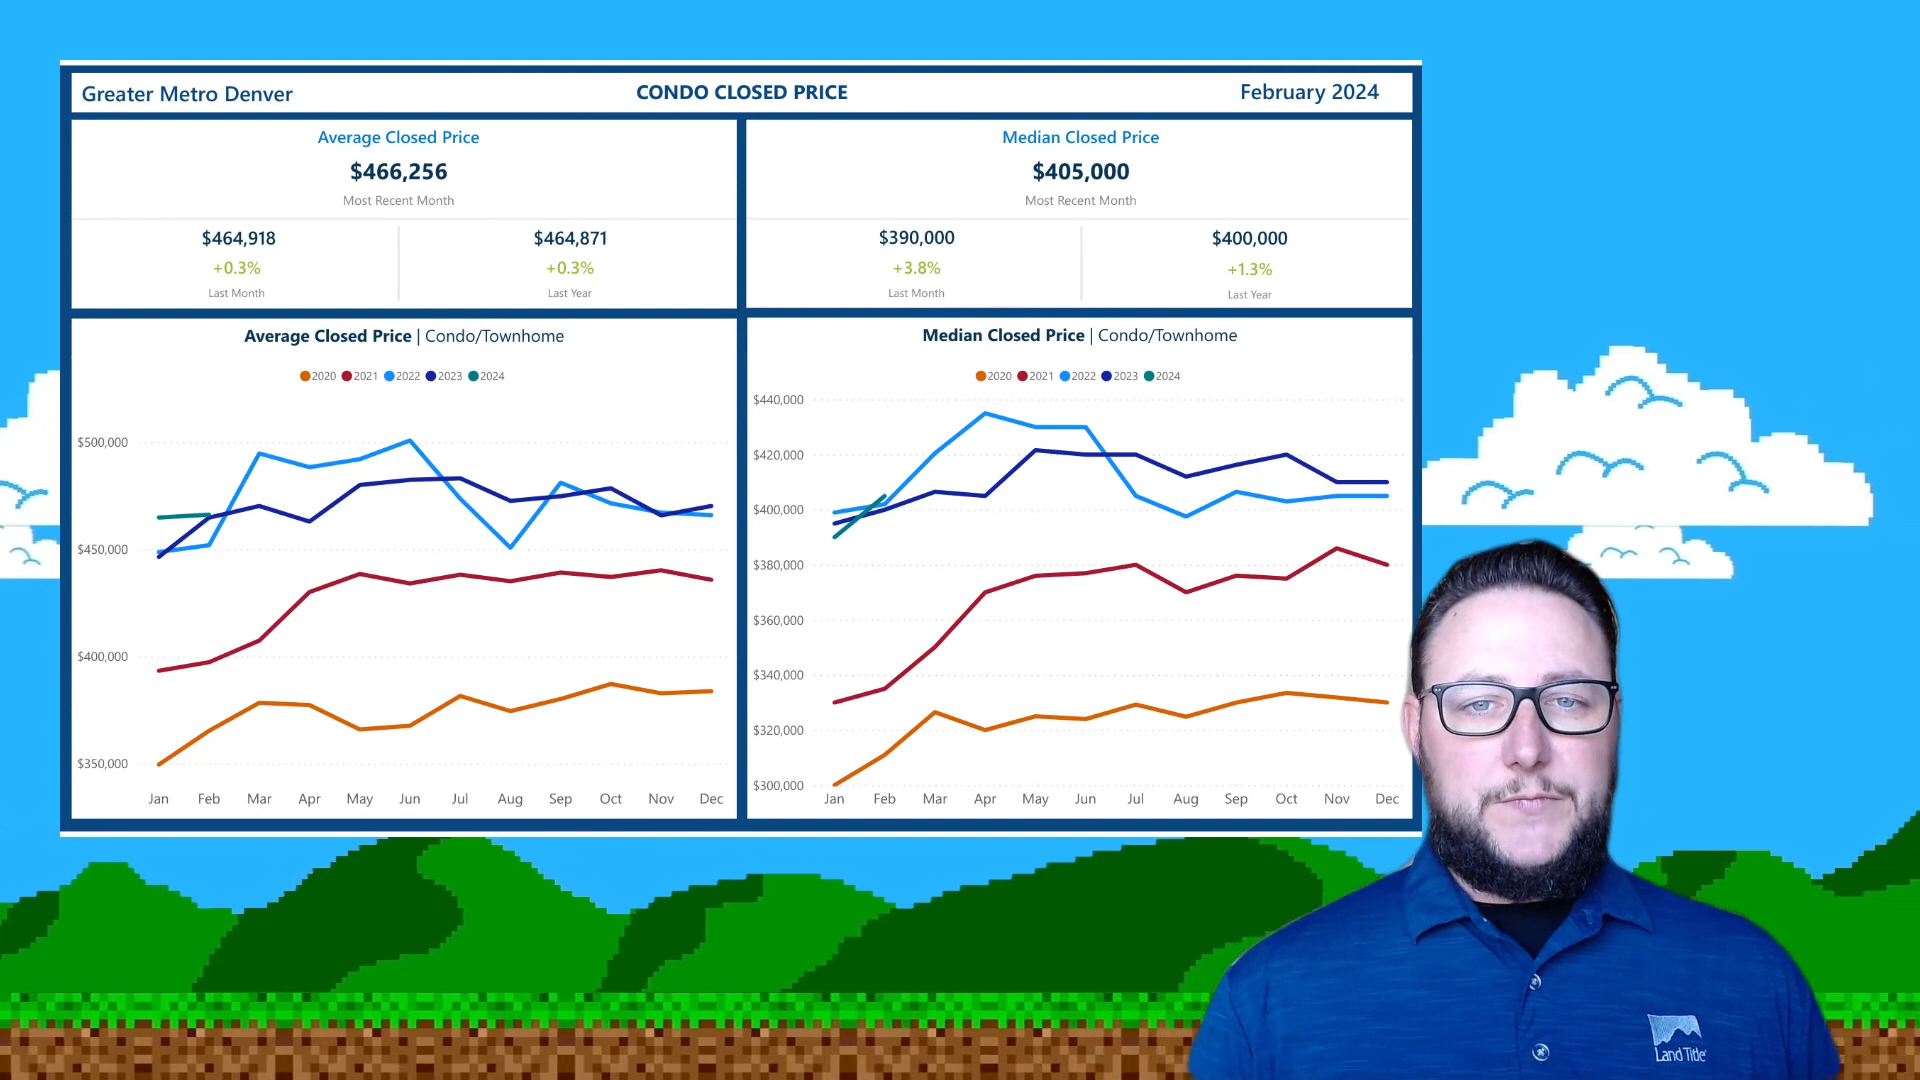 Greater Metro Denver
CONDO CLOSED PRICE
February 2024
Average Closed Price
$466,256
Most Recent Month
$464,918
+0.3%
Last Month
$464,871
+0.3%
Last Year
Median Closed Price
$405,000
Most Recent Month
$390,000
+3.8%
Last Month
$400,000
+1.3%
Last Year
Average Closed Price | Condo/Townhome
2020 2021 2022 2023 2024
$500,000
$450,000
$400,000
$350,000
Jan Feb Mar Apr May Jun Jul Aug Sep Oct Nov Dec
Median Closed Price | Condo/Townhome
2020 2021 2022 2023 2024
$440,000
$420,000
$400,000
$380,000
$360,000
$340,000
$320,000
$300,000
Jan Feb Mar Apr May Jun Jul Aug Sep Oct Nov Dec
Land Title